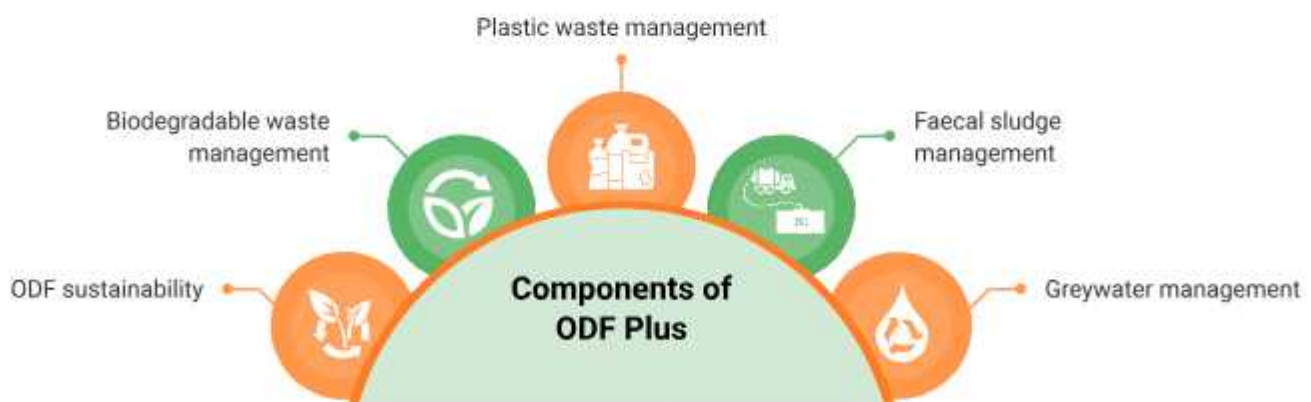 Plastic waste management
Biodegradable waste
management
Faecal sludge
management
ODF sustainability
Components of
ODF Plus
Greywater management